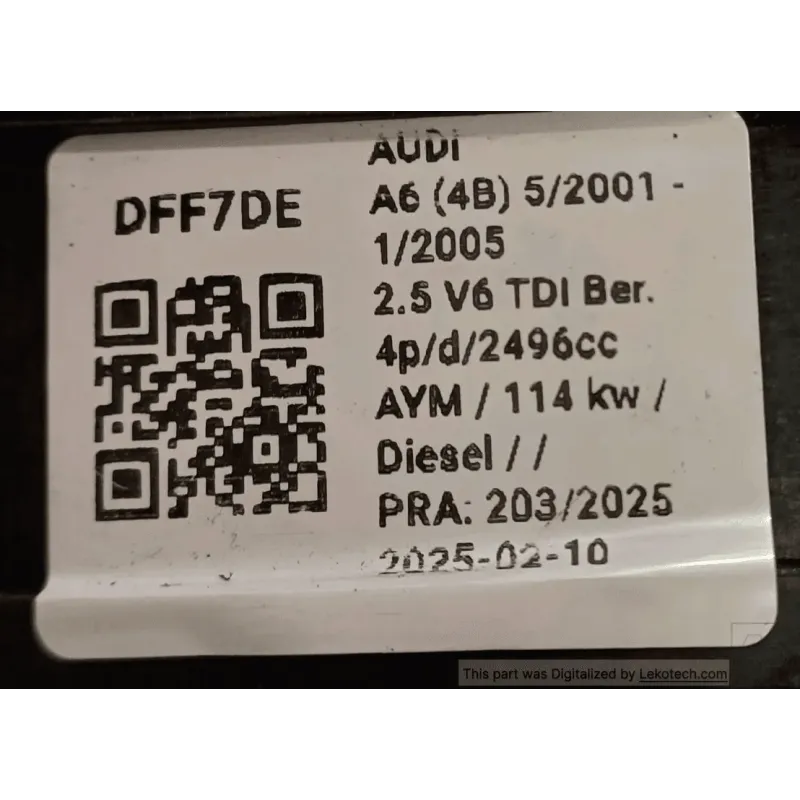 DFF7DE
AUDI
A6 (4B) 5/2001 -
1/2005
2.5 V6 TDI Ber.
4p/d/2496cc
AYM / 114 kw /
Diesel / /
PRA: 203/2025
2025-02-10
This part was Digitalized by Lekotech.com